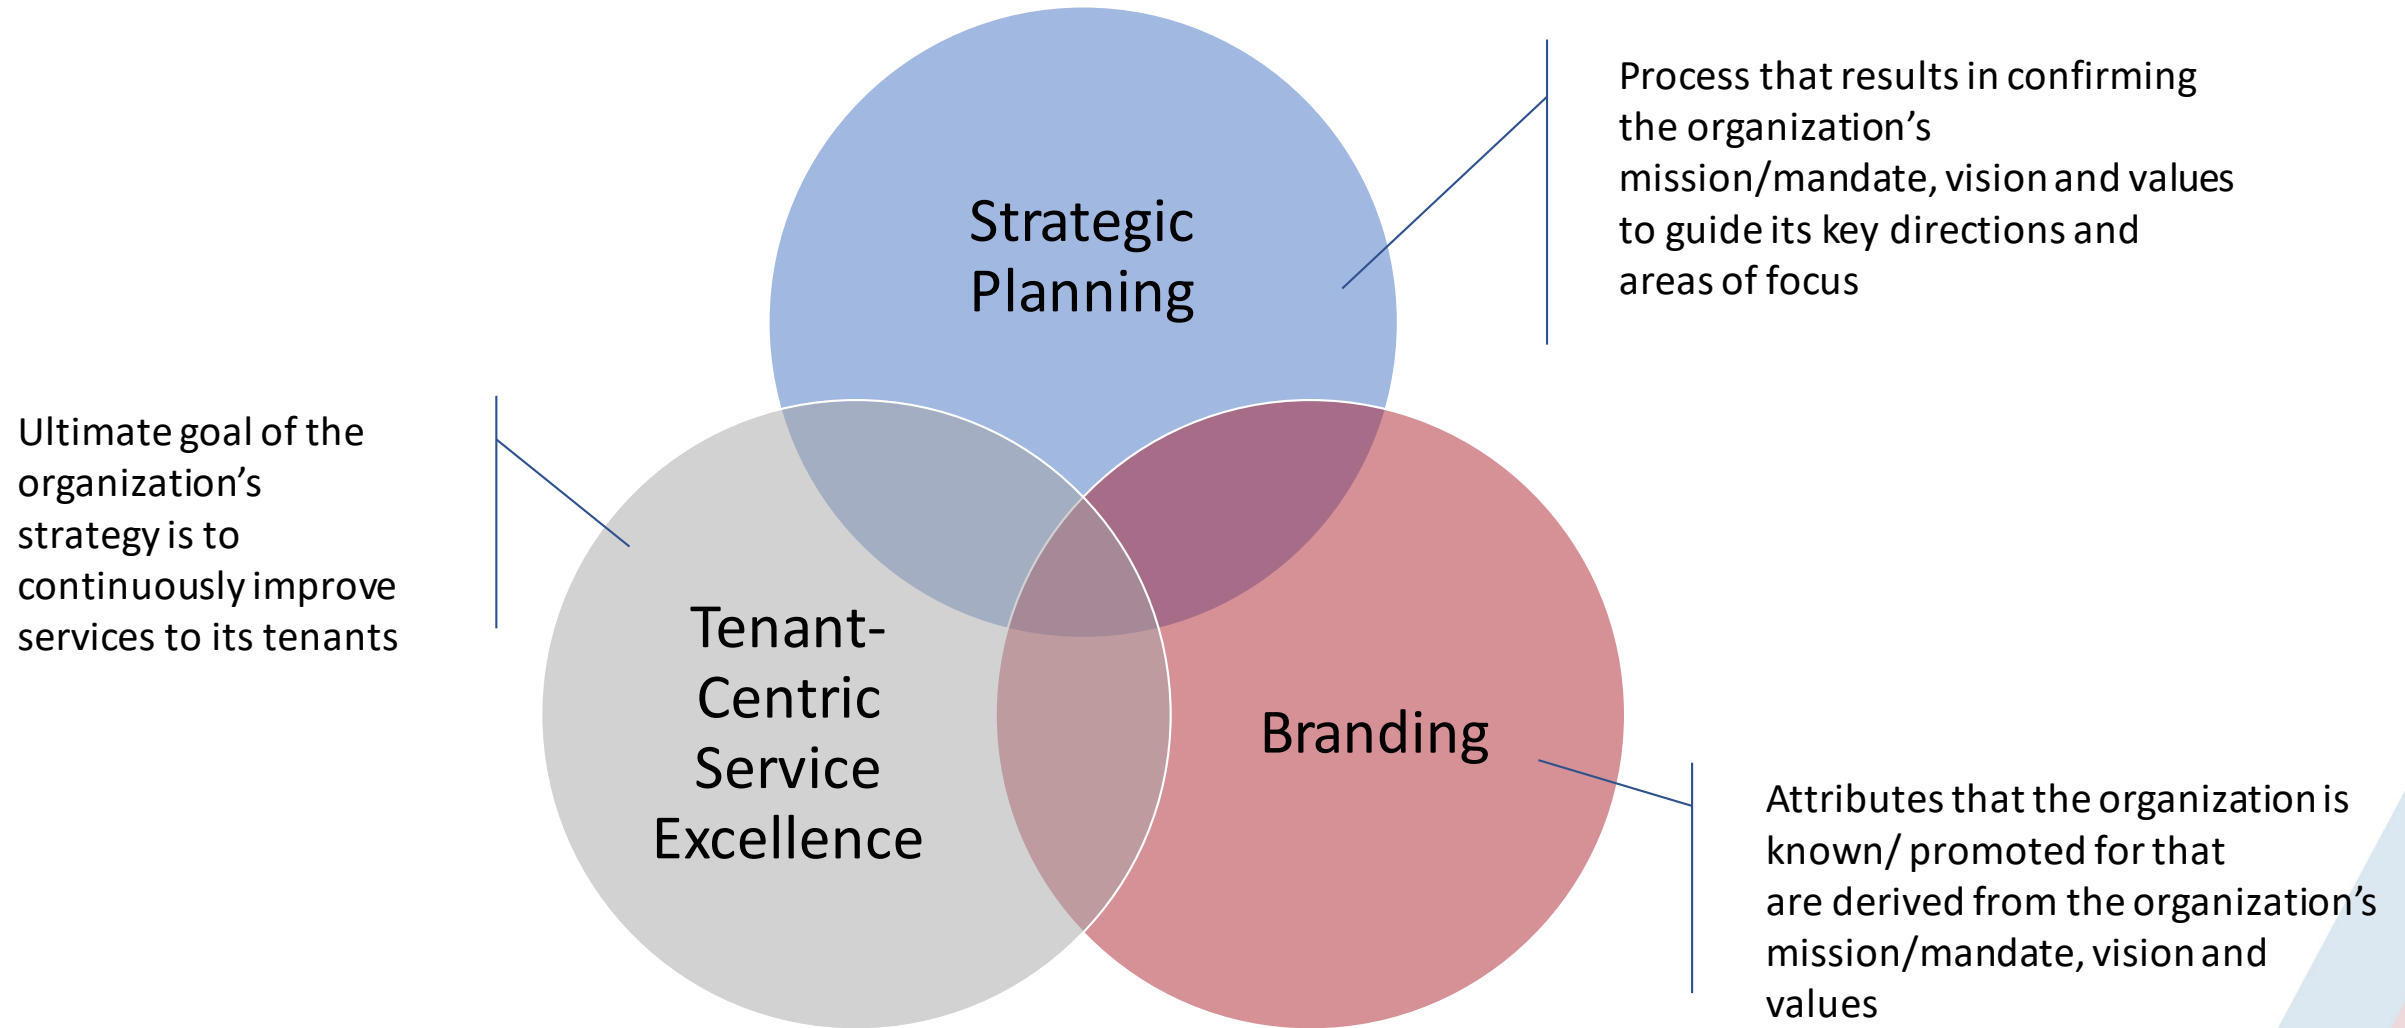 Strategic
Planning
Process that results in confirming
the organization’s
mission/mandate, vision and values
to guide its key directions and
areas of focus
Ultimate goal of the
organization’s
strategy is to
continuously improve
services to its tenants
Tenant-
Centric
Service
Excellence
Branding
Attributes that the organization is
known/ promoted for that
are derived from the organization’s
mission/mandate, vision and
values